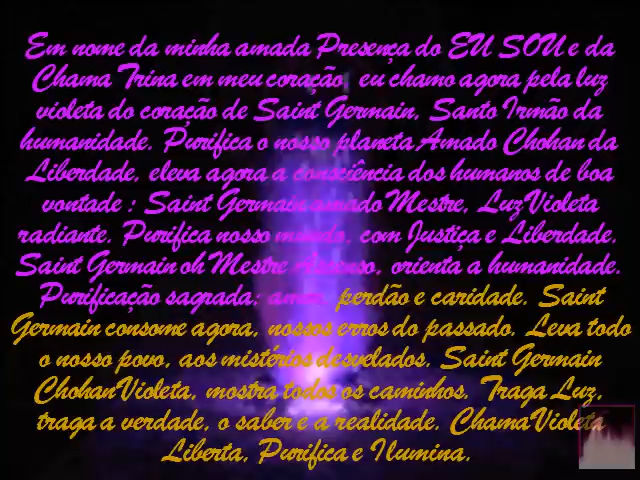 Em nome da minha amada Presença do EU SOU e da
Chama Trina em meu coração, eu chamo agora pela luz
violeta do coração de Saint Germain, Santo Irmão da
humanidade. Purifica o nosso planeta Amado Chohan da
Liberdade, eleva agora a consciência dos humanos de boa
vontade : Saint Germain amado Mestre, Luz Violeta
radiante. Purifica nosso mundo, com Justiça e Liberdade.
Saint Germain oh Mestre Ascenso, orienta a humanidade.
Purificação sagrada: amor, perdão e caridade. Saint
Germain consome agora, nossos erros do passado. Leva todo
o nosso povo, aos mistérios desvelados. Saint Germain
Chohan Violeta, mostra todos os caminhos. Traga Luz,
traga a verdade, o saber e a realidade. Chama Violeta
Liberta, Purifica e Ilumina.